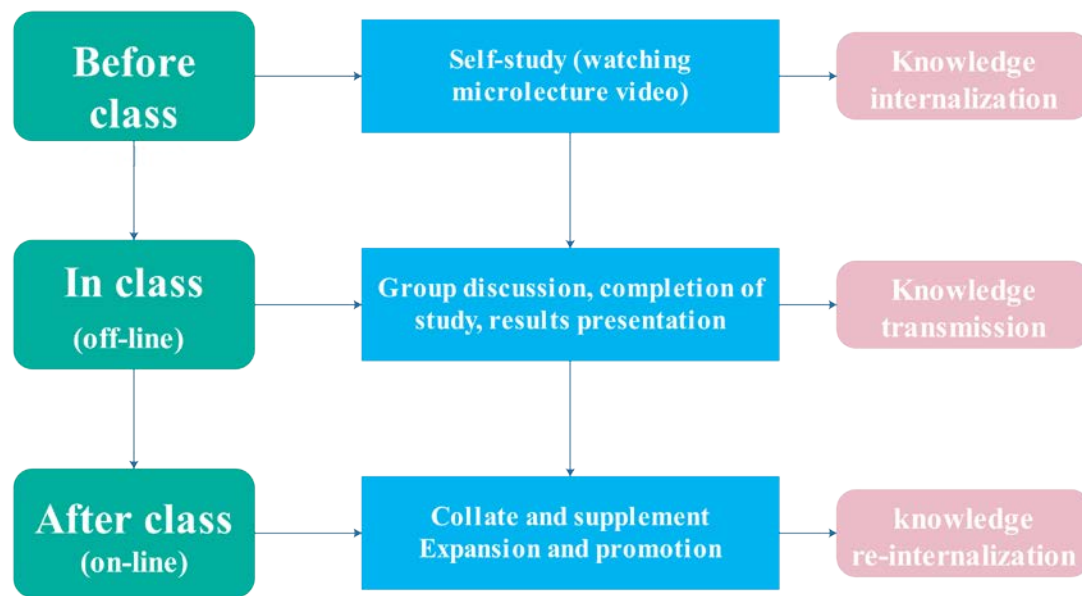 Before
class
Self-study (watching
microlecture video)
Knowledge
internalization
In class
(off-line)
Group discussion, completion of
study, results presentation
Knowledge
transmission
After class
(on-line)
Collate and supplement
Expansion and promotion
knowledge
re-internalization